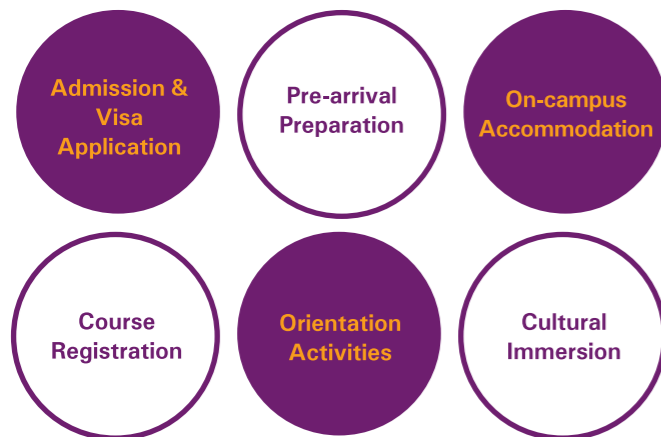 Admission &
Visa
Application
Pre-arrival
Preparation
On-campus
Accommodation
Course
Registration
Orientation
Activities
Cultural
Immersion